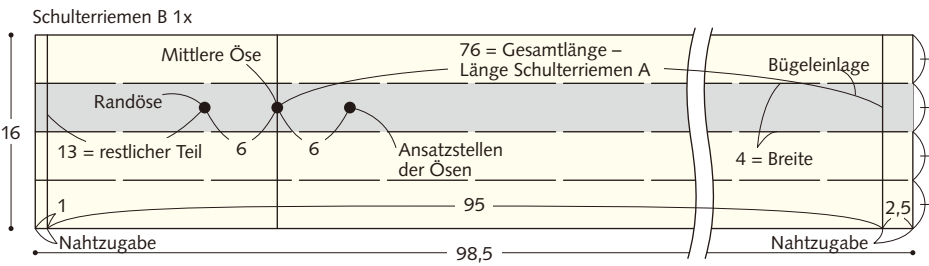 Schulterriemen B 1x
Mittlere Öse
76 = Gesamtlänge –
Länge Schulterriemen A
Bügeleinlage
Randöse
16
13 = restlicher Teil
6
6
Ansatzstellen
der Ösen
4 = Breite
1
95
2,5
Nahtzugabe
98,5
Nahtzugabe